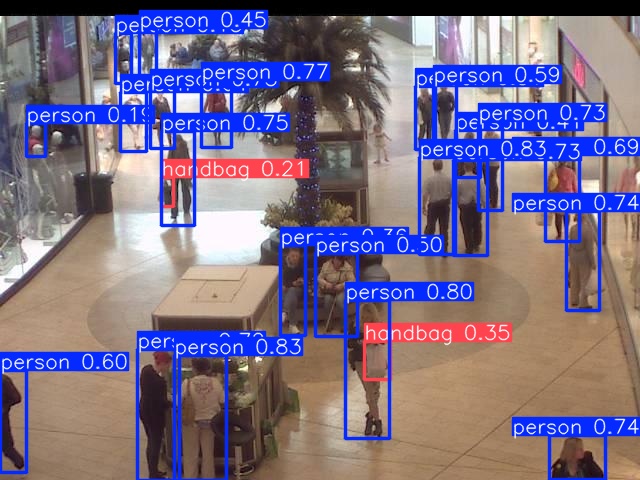 person 0.45
person 0.77
person 0.59
person 0.19
person 0.75
person 0.73
person 0.83
0.69
handbag 0.21
person 0.74
person 0.50
person 0.80
handbag 0.35
person 0.83
person 0.60
person 0.74